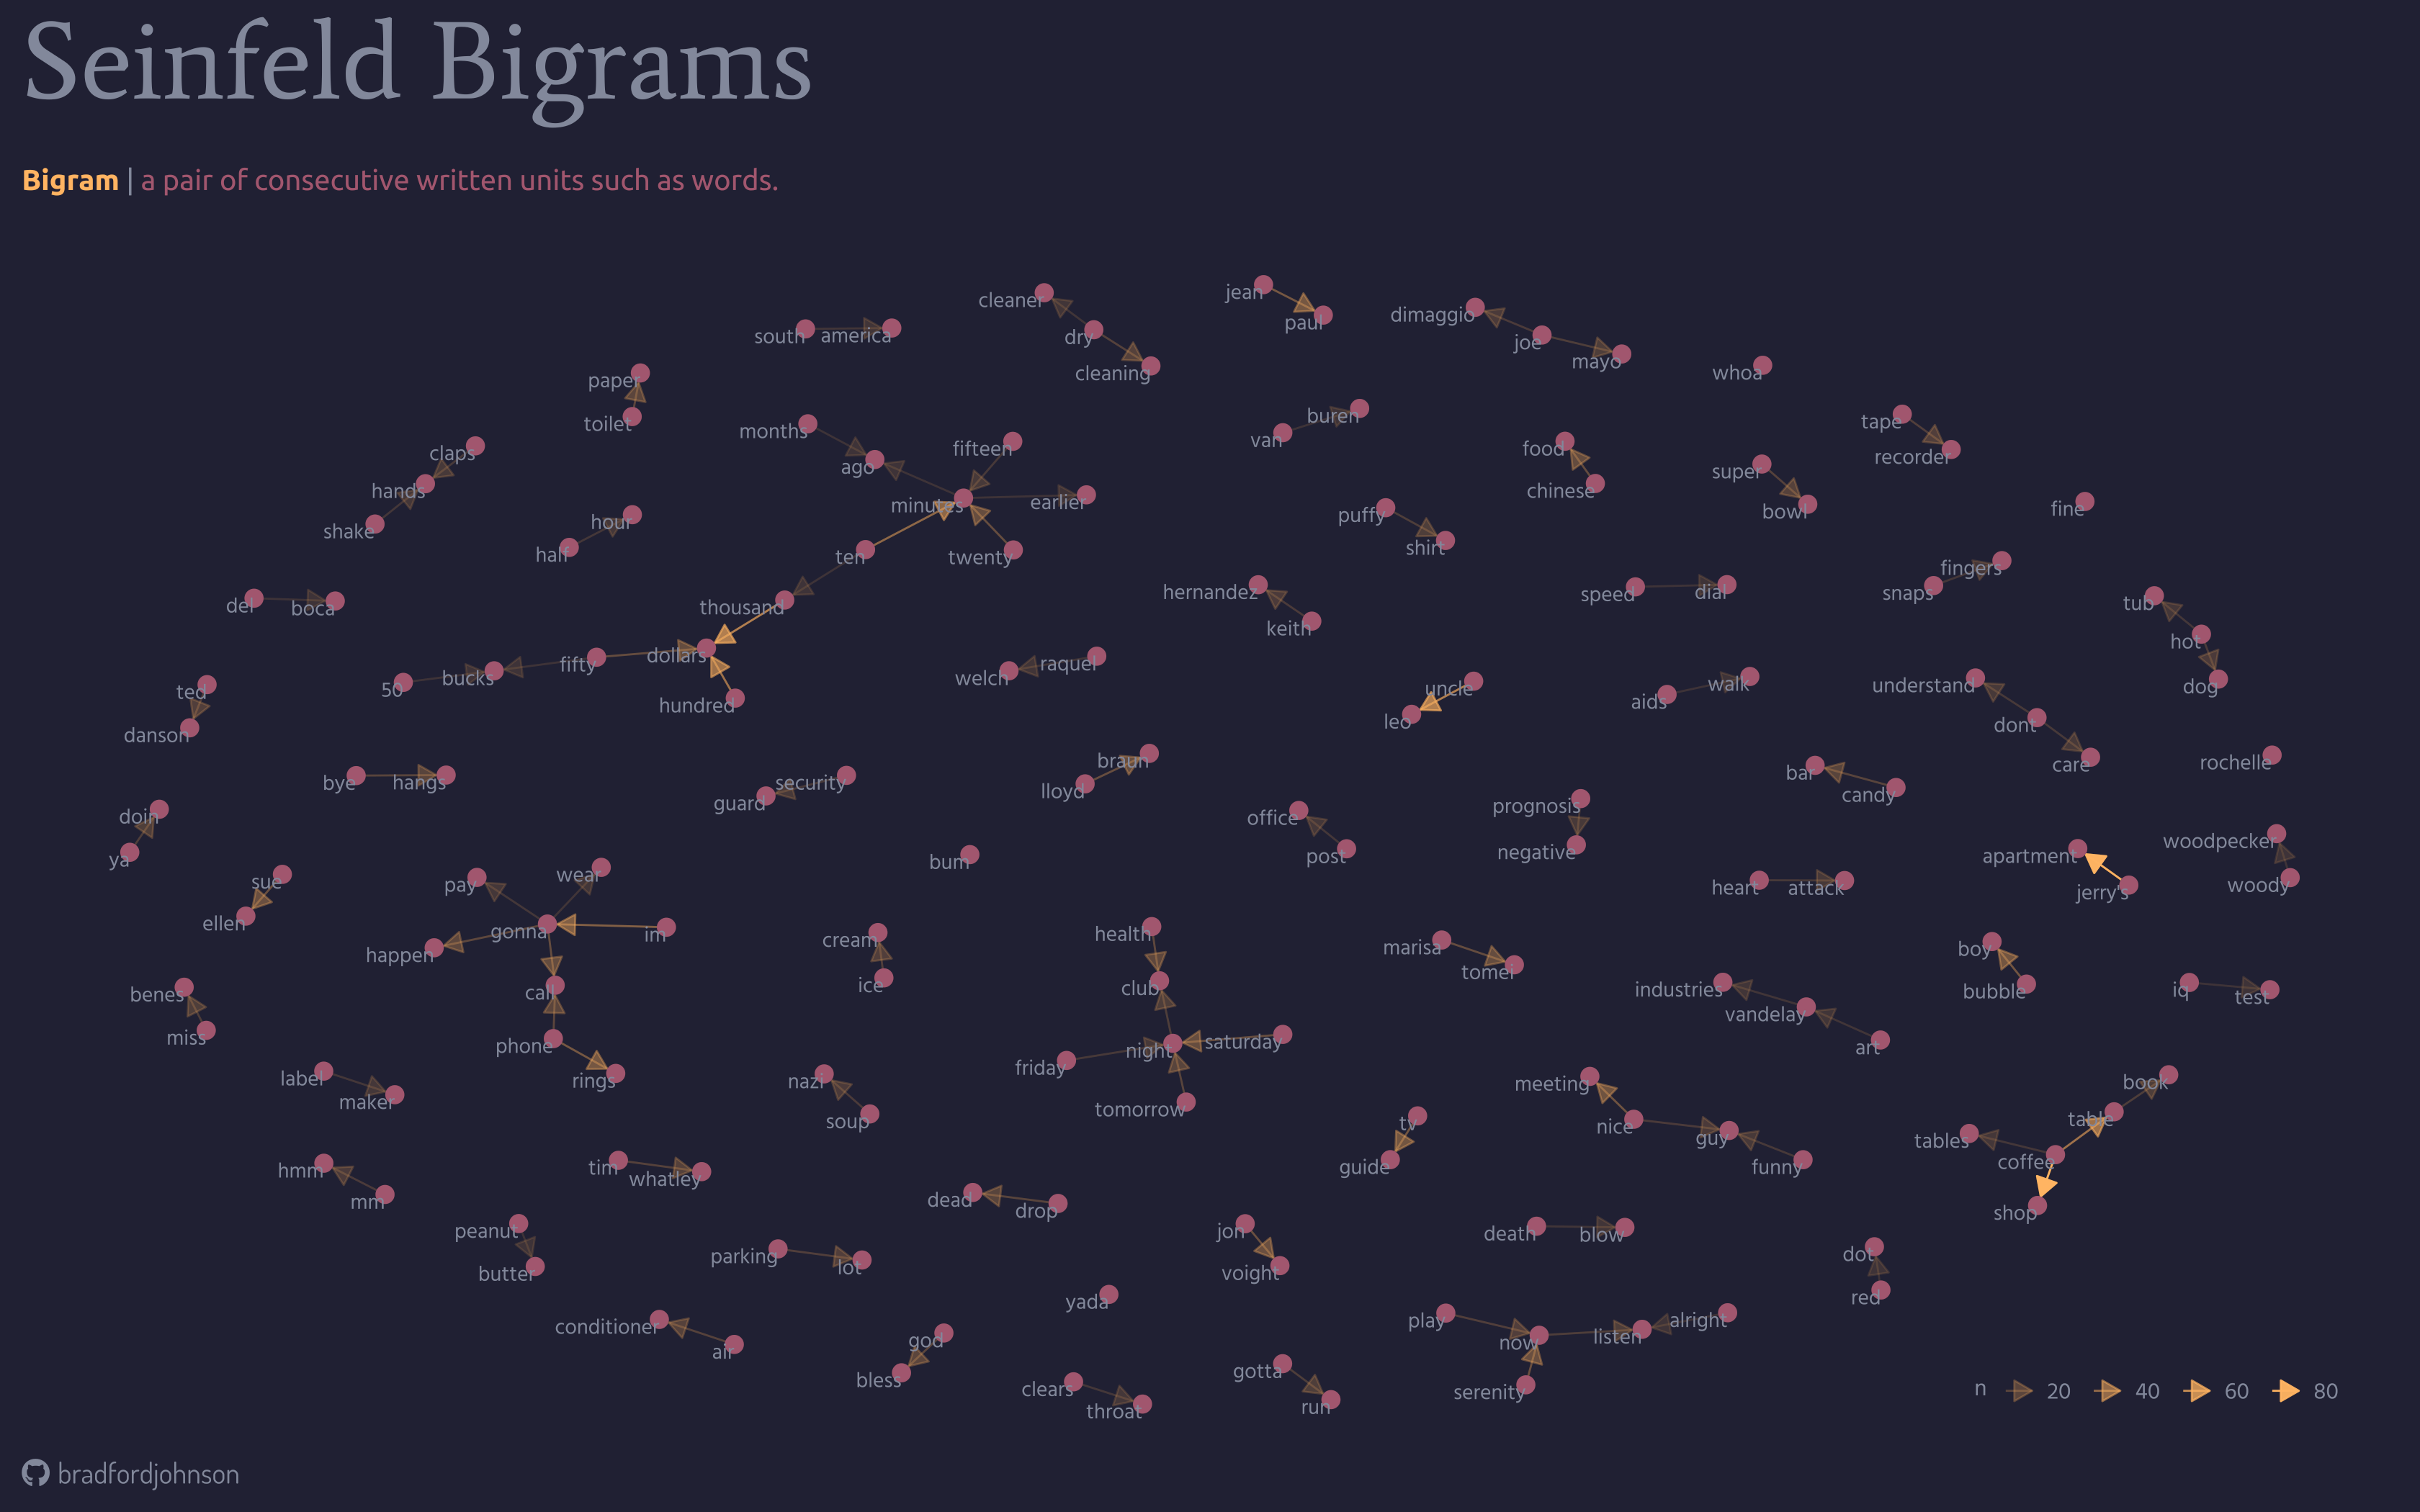 Seinfeld Bigrams
Bigram | a pair of consecutive written units such as words.
jean
cleaner
dimaggio
paul
south
america
dry
joe
mayo
cleaning
whoa
paper
buren
toilet
tape
months
van
fifteen
food
claps
recorder
ago
super
hands
chinese
earlier
minutes
fine
bowl
puffy
hour
shake
shirt
half
ten
twenty
fingers
hernandez
snaps
speed
dial
tub
del
boca
thousand
keith
hot
dollars
raquel
fifty
bucks
welch
walk
understand
dog
uncle
50
ted
aids
hundred
leo
dont
danson
braun
rochelle
care
bar
bye
hangs
security
lloyd
candy
guard
prognosis
doin
office
woodpecker
negative
apartment
post
ya
bum
wear
sue
pay
heart
attack
woody
jerry's
ellen
gonna
health
im
cream
marisa
boy
happen
tomei
ice
club
industries
iq
bubble
call
benes
test
vandelay
miss
saturday
phone
art
night
friday
label
rings
nazi
book
meeting
maker
tomorrow
table
soup
tv
nice
guy
tables
coffee
tim
guide
funny
hmm
whatley
dead
mm
drop
shop
peanut
jon
death
blow
dot
parking
lot
voight
butter
red
yada
alright
play
conditioner
listen
god
now
air
gotta
bless
clears
serenity
run
throat
n 20 40 60 80
bradfordjohnson